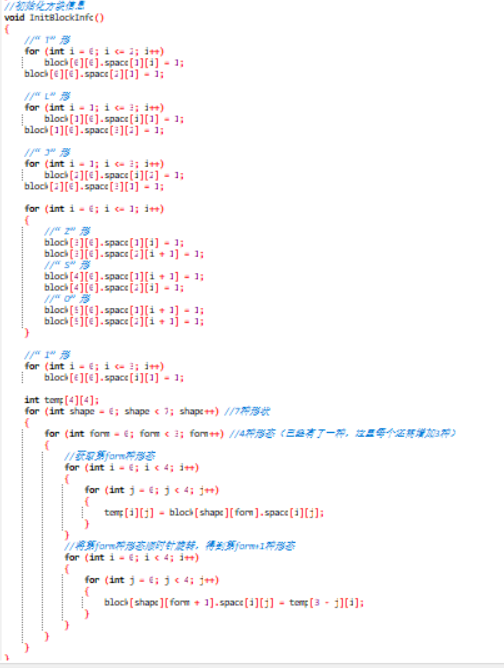 //初始化方块信息
void InitBlockInfo()
{
//“ T” 形
for (int i = 0; i <= 2; i++)
block[0][0].space[1][i] = 1;
block[0][0].space[2][1] = 1;
//“ L” 形
for (int i = 1; i <= 3; i++)
block[1][0].space[i][1] = 1;
block[1][0].space[3][2] = 1;
//“ J” 形
for (int i = 1; i <= 3; i++)
block[2][0].space[i][2] = 1;
block[2][0].space[3][1] = 1;
for (int i = 0; i <= 1; i++)
{
//“ Z” 形
block[3][0].space[1][i] = 1;
block[3][0].space[2][i + 1] = 1;
//“ S” 形
block[4][0].space[1][i + 1] = 1;
block[4][0].space[2][i] = 1;
//“ O” 形
block[5][0].space[1][i + 1] = 1;
block[5][0].space[2][i + 1] = 1;
}
//“ I” 形
for (int i = 0; i <= 3; i++)
block[6][0].space[i][1] = 1;
int temp[4][4];
for (int shape = 0; shape < 7; shape++) //7种形状
{
for (int form = 0; form < 3; form++) //4种形态（已经有了一种，这里每个还需增加3种）
{
//获取第form种形态
for (int i = 0; i < 4; i++)
{
for (int j = 0; j < 4; j++)
{
temp[i][j] = block[shape][form].space[i][j];
}
}
//将第form种形态顺时针旋转，得到第form+1种形态
for (int i = 0; i < 4; i++)
{
for (int j = 0; j < 4; j++)
{
block[shape][form + 1].space[i][j] = temp[3 - j][i];
}
}
}
}
}